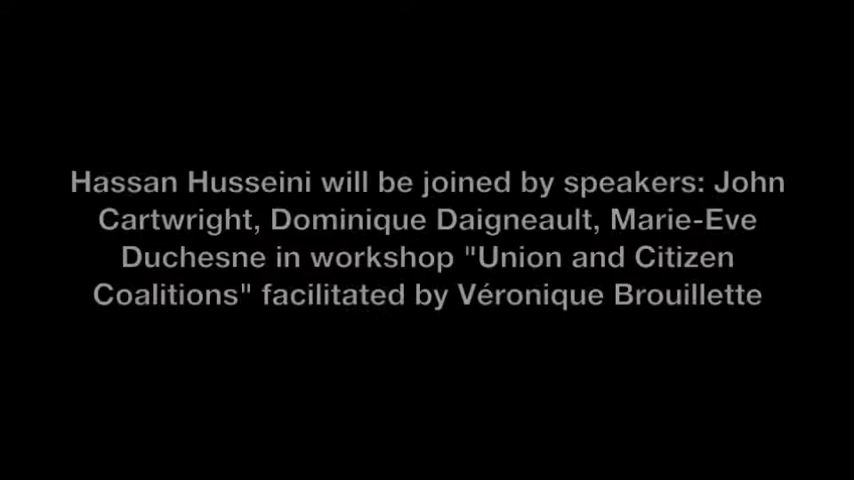 Hassan Husseini will be joined by speakers: John
Cartwright, Dominique Daigneault, Marie-Eve
Duchesne in workshop "Union and Citizen
Coalitions" facilitated by Véronique Brouillette